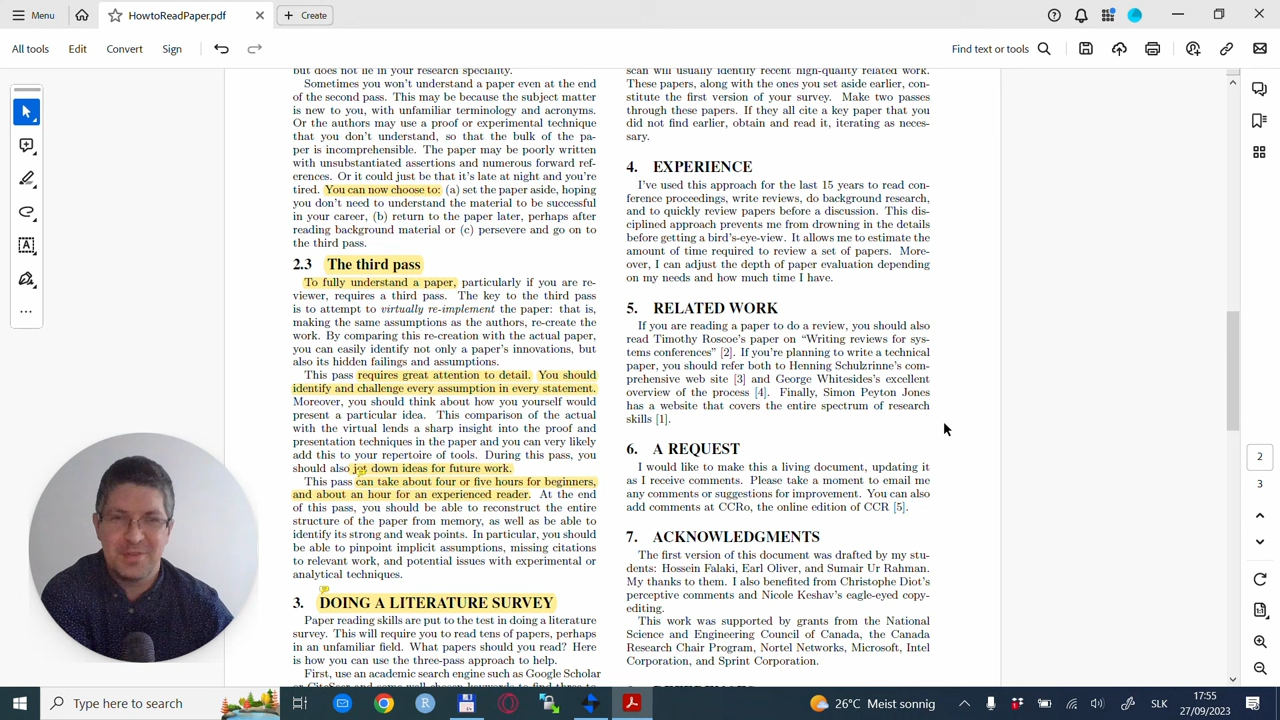 Menu
HowtoReadPaper.pdf
Create
All tools
Edit
Convert
Sign
Find text or tools
but does not lie in your research speciality.
Sometimes you won't understand a paper even at the end
of the second pass. This may be because the subject matter
is new to you, with unfamiliar terminology and acronyms.
Or the authors may use a proof or experimental technique
that you don't understand, so that the bulk of the pa-
per is incomprehensible. The paper may be poorly written
with unsubstantiated assertions and numerous forward ref-
erences. Or it could just be that it's late at night and you're
tired. You can now choose to: (a) set the paper aside, hoping
you don't need to understand the material to be successful
in your career, (b) return to the paper later, perhaps after
reading background material or (c) persevere and go on to
the third pass.
2.3 The third pass
To fully understand a paper, particularly if you are re-
viewer, requires a third pass. The key to the third pass
is to attempt to virtually re-implement the paper: that is,
making the same assumptions as the authors, re-create the
work. By comparing this re-creation with the actual paper,
you can easily identify not only a paper's innovations, but
also its hidden failings and assumptions.
This pass requires great attention to detail. You should
identify and challenge every assumption in every statement.
Moreover, you should think about how you yourself would
present a particular idea. This comparison of the actual
with the virtual lends a sharp insight into the proof and
presentation techniques in the paper and you can very likely
add this to your repertoire of tools. During this pass, you
should also jot down ideas for future work.
This pass can take about four or five hours for beginners,
and about an hour for an experienced reader. At the end
of this pass, you should be able to reconstruct the entire
structure of the paper from memory, as well as be able to
identify its strong and weak points. In particular, you should
be able to pinpoint implicit assumptions, missing citations
to relevant work, and potential issues with experimental or
analytical techniques.
3. DOING A LITERATURE SURVEY
Paper reading skills are put to the test in doing a literature
survey. This will require you to read tens of papers, perhaps
in an unfamiliar field. What papers should you read? Here
is how you can use the three-pass approach to help.
First, use an academic search engine such as Google Scholar
scan will usually identify recent high-quality related work.
These papers, along with the ones you set aside earlier, con-
stitute the first version of your survey. Make two passes
through these papers. If they all cite a key paper that you
did not find earlier, obtain and read it, iterating as neces-
sary.
4. EXPERIENCE
I've used this approach for the last 15 years to read con-
ference proceedings, write reviews, do background research,
and to quickly review papers before a discussion. This dis-
ciplined approach prevents me from drowning in the details
before getting a bird's-eye-view. It allows me to estimate the
amount of time required to review a set of papers. More-
over, I can adjust the depth of paper evaluation depending
on my needs and how much time I have.
5. RELATED WORK
If you are reading a paper to do a review, you should also
read Timothy Roscoe's paper on "Writing reviews for sys-
tems conferences" [2]. If you're planning to write a technical
paper, you should refer both to Henning Schulzrinne's com-
prehensive web site [3] and George Whitesides's excellent
overview of the process [4]. Finally, Simon Peyton Jones
has a website that covers the entire spectrum of research
skills [1].
6. A REQUEST
I would like to make this a living document, updating it
as I receive comments. Please take a moment to email me
any comments or suggestions for improvement. You can also
add comments at CCRo, the online edition of CCR [5].
7. ACKNOWLEDGMENTS
The first version of this document was drafted by my stu-
dents: Hossein Falaki, Earl Oliver, and Sumair Ur Rahman.
My thanks to them. I also benefited from Christophe Diot's
perceptive comments and Nicole Keshav's eagle-eyed copy-
editing.
This work was supported by grants from the National
Science and Engineering Council of Canada, the Canada
Research Chair Program, Nortel Networks, Microsoft, Intel
Corporation, and Sprint Corporation.
2
3
Type here to search
26°C Meist sonnig
SLK
17:55
27/09/2023